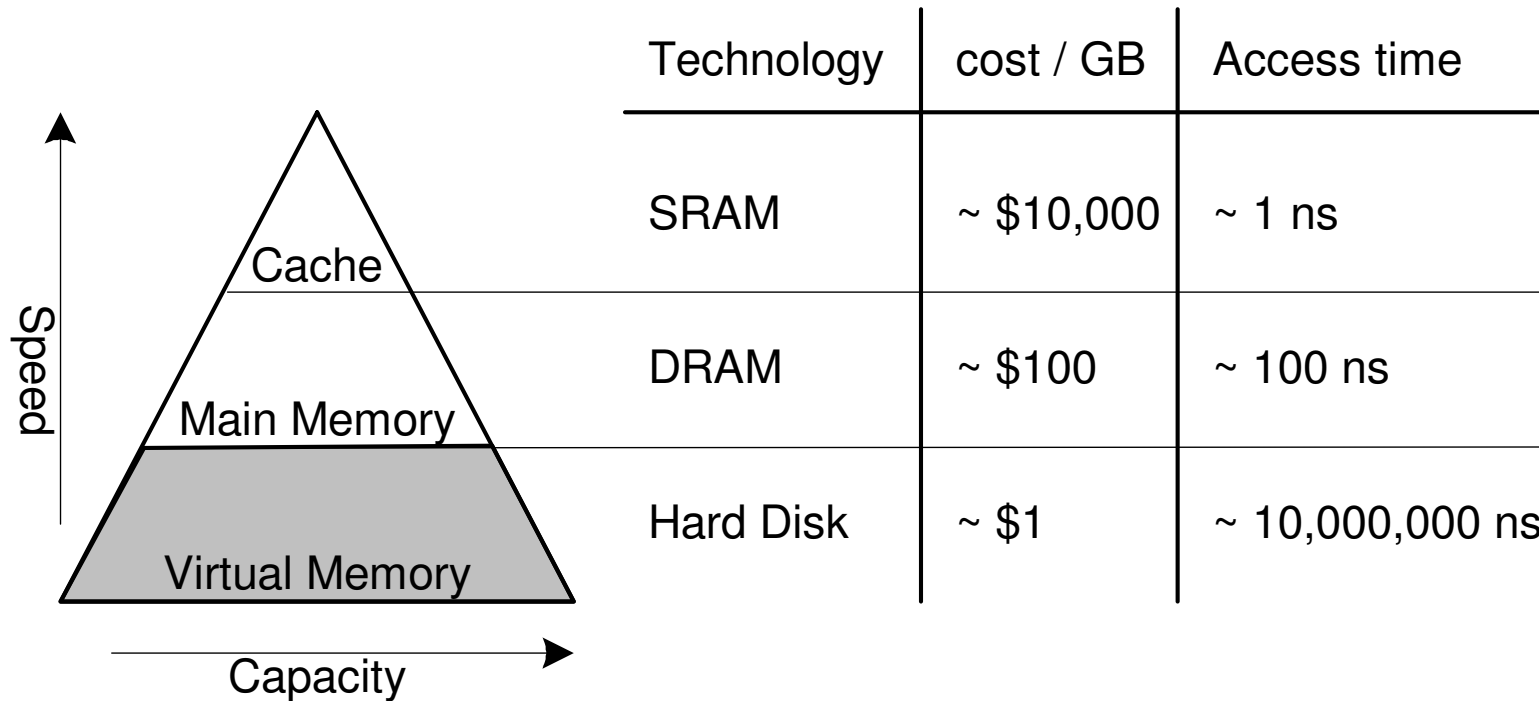 Technology cost / GB Access time
SRAM ~ $10,000 ~ 1 ns
Cache
DRAM ~ $100 ~ 100 ns
Main Memory
Hard Disk ~ $1 ~ 10,000,000 ns
Virtual Memory
Speed
Capacity